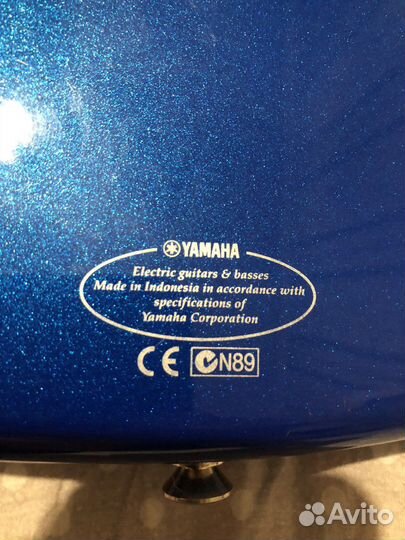 YAMAHA
Electric guitars & basses
Made in Indonesia in accordance with
specifications of
Yamaha Corporation
CE N89
Avito